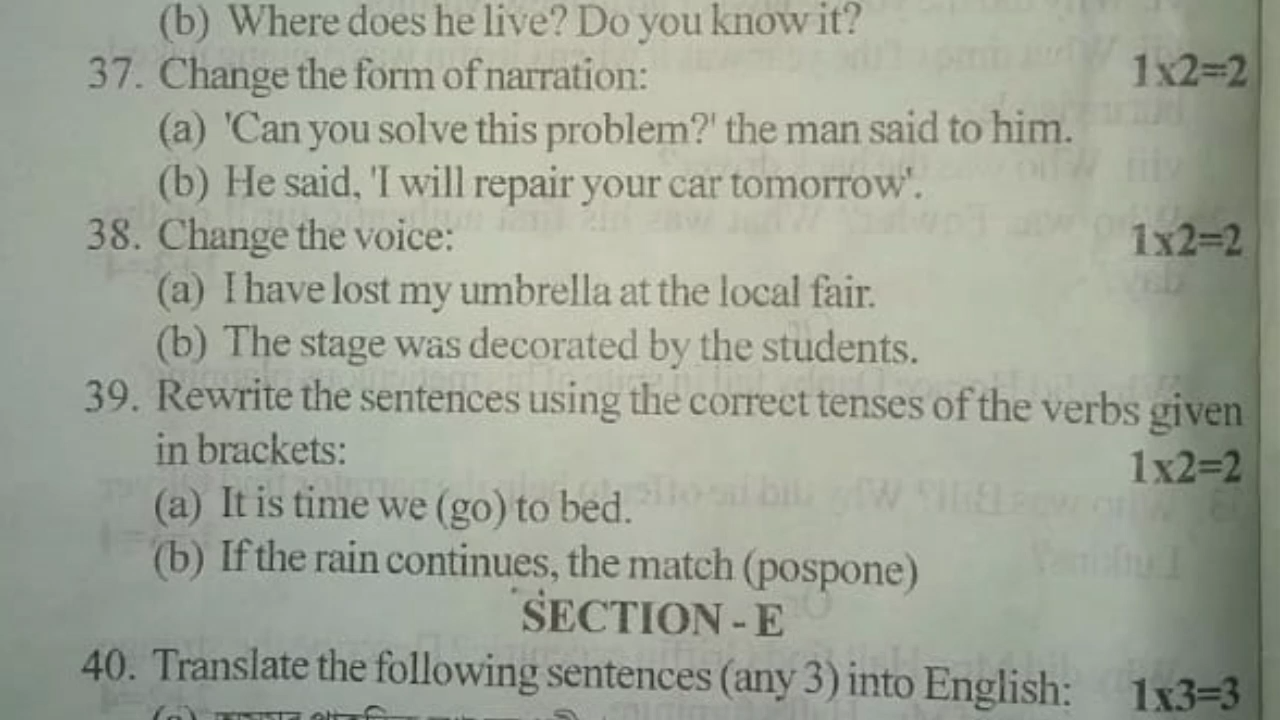 (b) Where does he live? Do you know it?
37. Change the form of narration: 1x2=2
(a) 'Can you solve this problem?' the man said to him.
(b) He said, 'I will repair your car tomorrow'.
38. Change the voice: 1x2=2
(a) I have lost my umbrella at the local fair.
(b) The stage was decorated by the students.
39. Rewrite the sentences using the correct tenses of the verbs given
in brackets: 1x2=2
(a) It is time we (go) to bed.
(b) If the rain continues, the match (pospone)
SECTION - E
40. Translate the following sentences (any 3) into English: 1x3=3